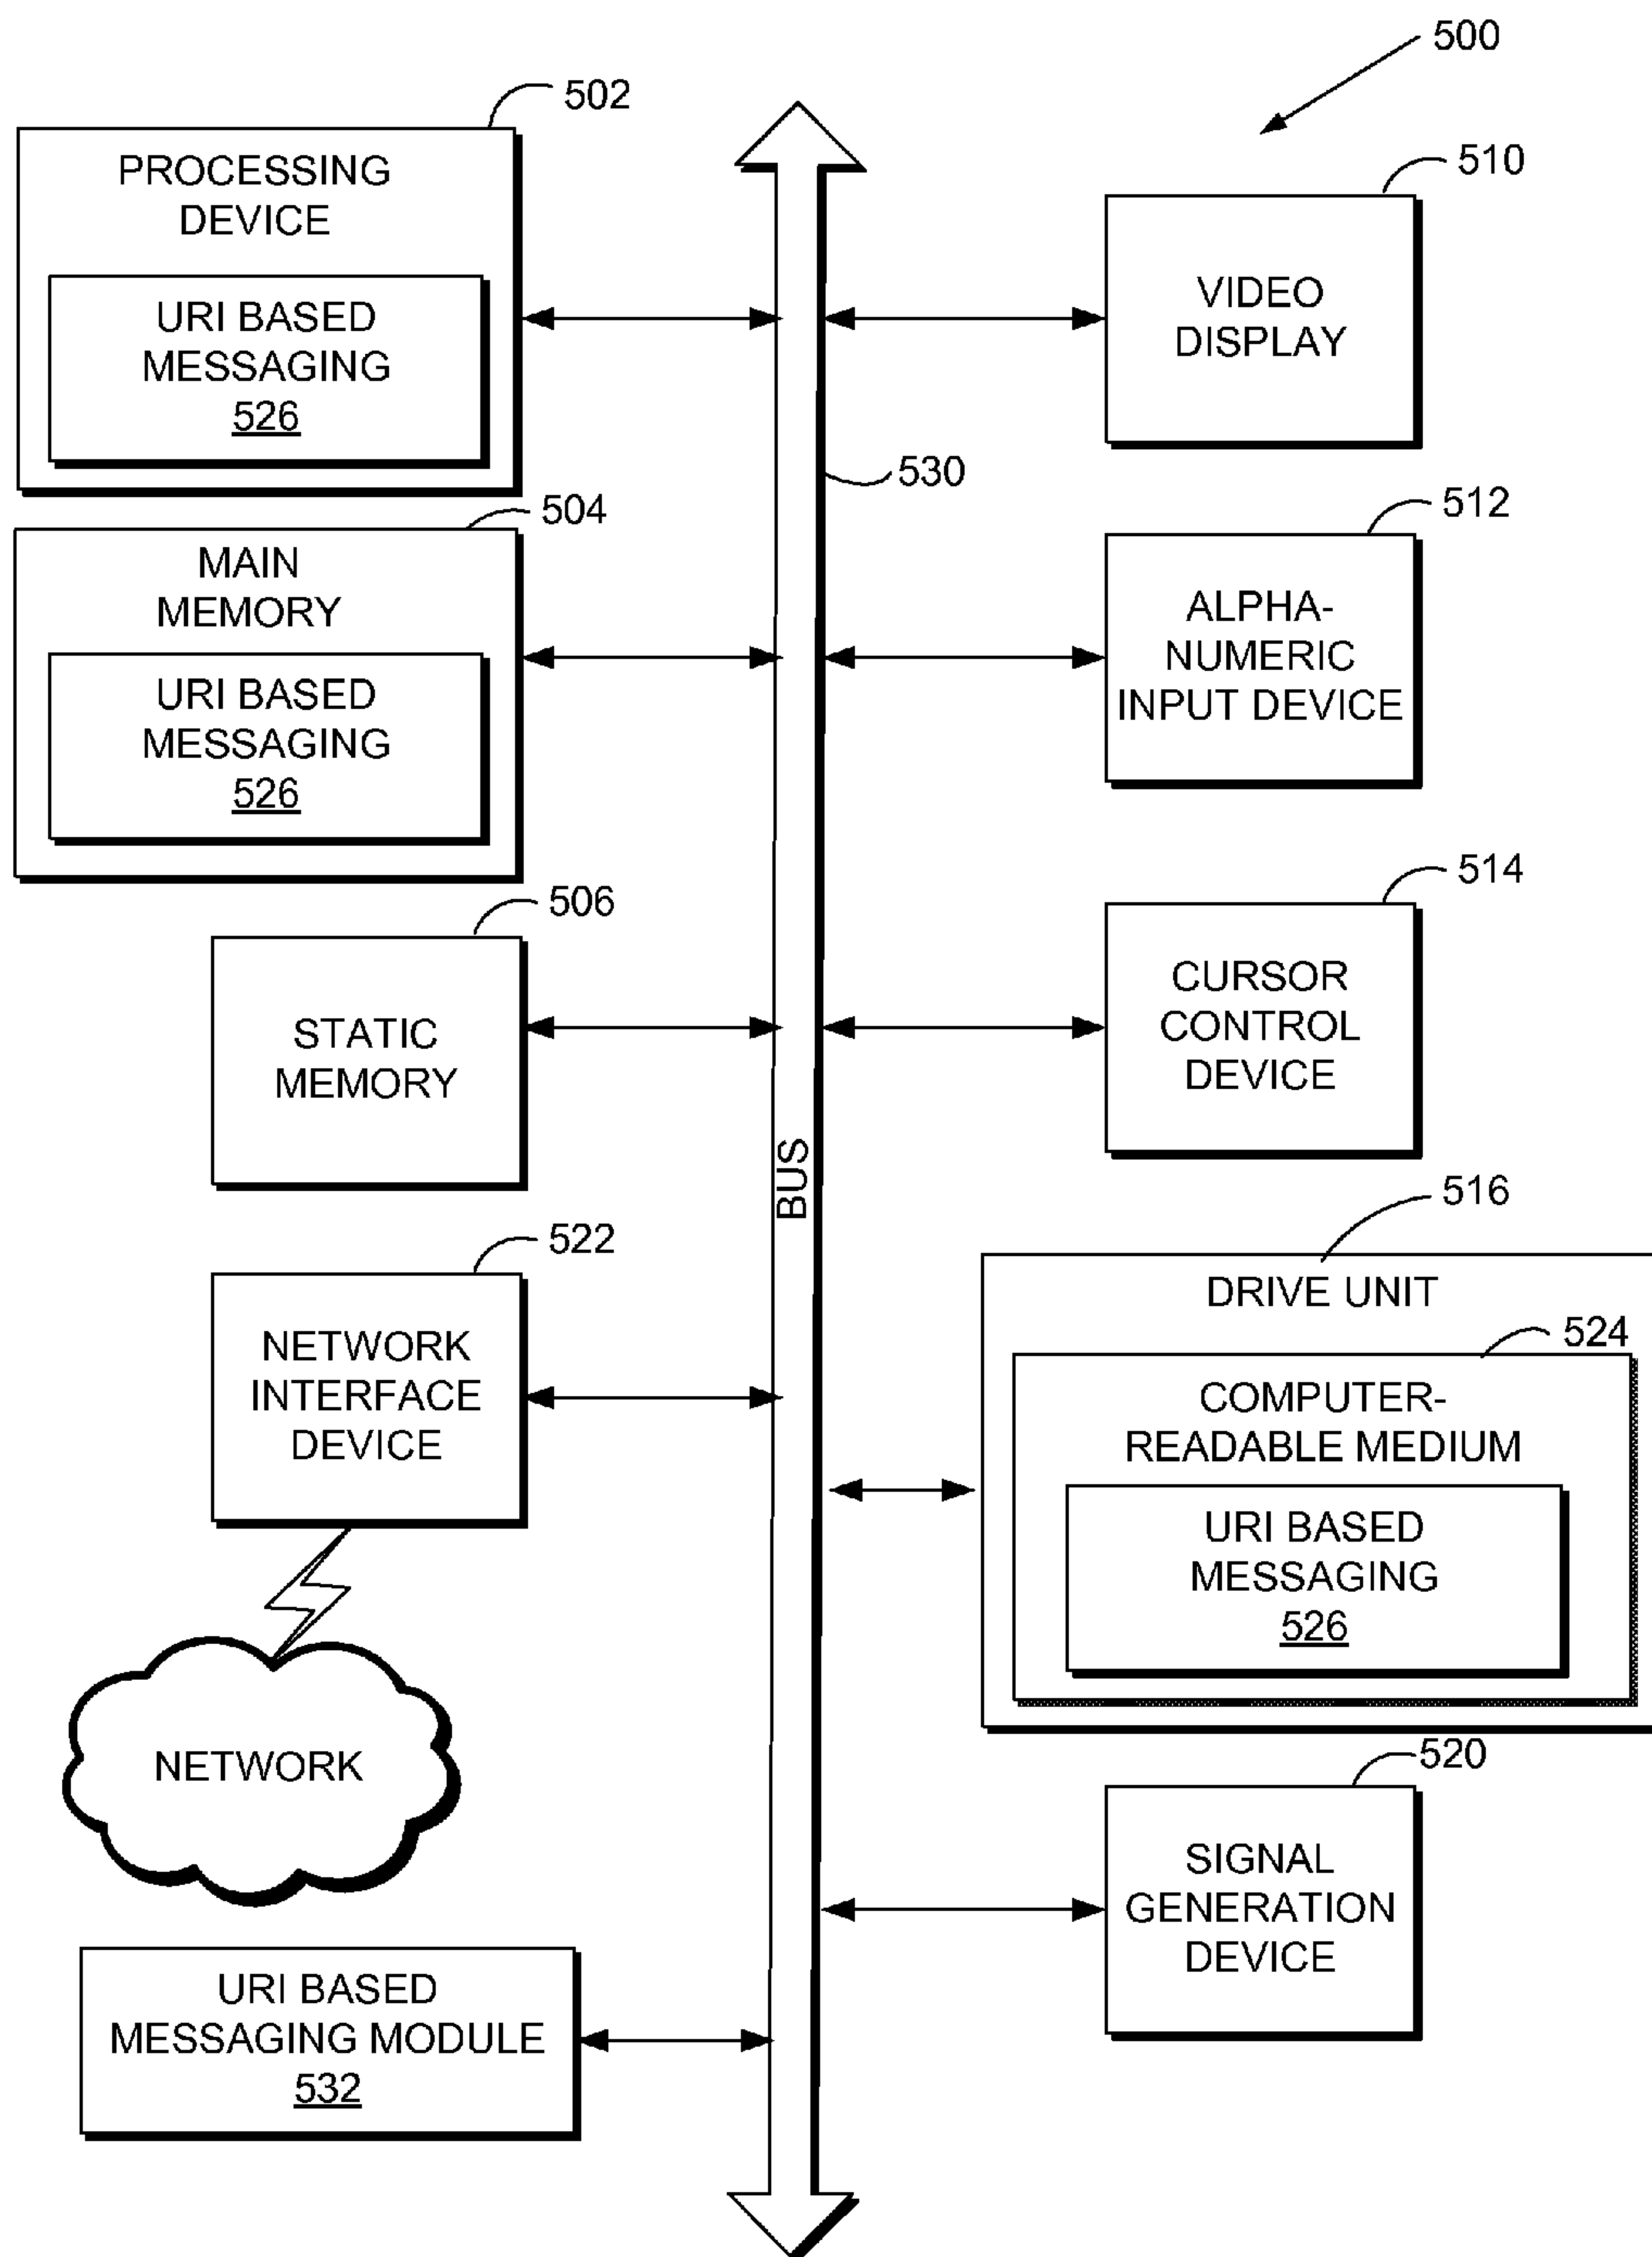 500
502
PROCESSING
DEVICE
URI BASED
MESSAGING
526
510
VIDEO
DISPLAY
530
504
MAIN
MEMORY
URI BASED
MESSAGING
526
512
ALPHA-
NUMERIC
INPUT DEVICE
506
STATIC
MEMORY
514
CURSOR
CONTROL
DEVICE
BUS
522
NETWORK
INTERFACE
DEVICE
516
DRIVE UNIT
524
COMPUTER-
READABLE MEDIUM
URI BASED
MESSAGING
526
NETWORK
520
SIGNAL
GENERATION
DEVICE
URI BASED
MESSAGING MODULE
532